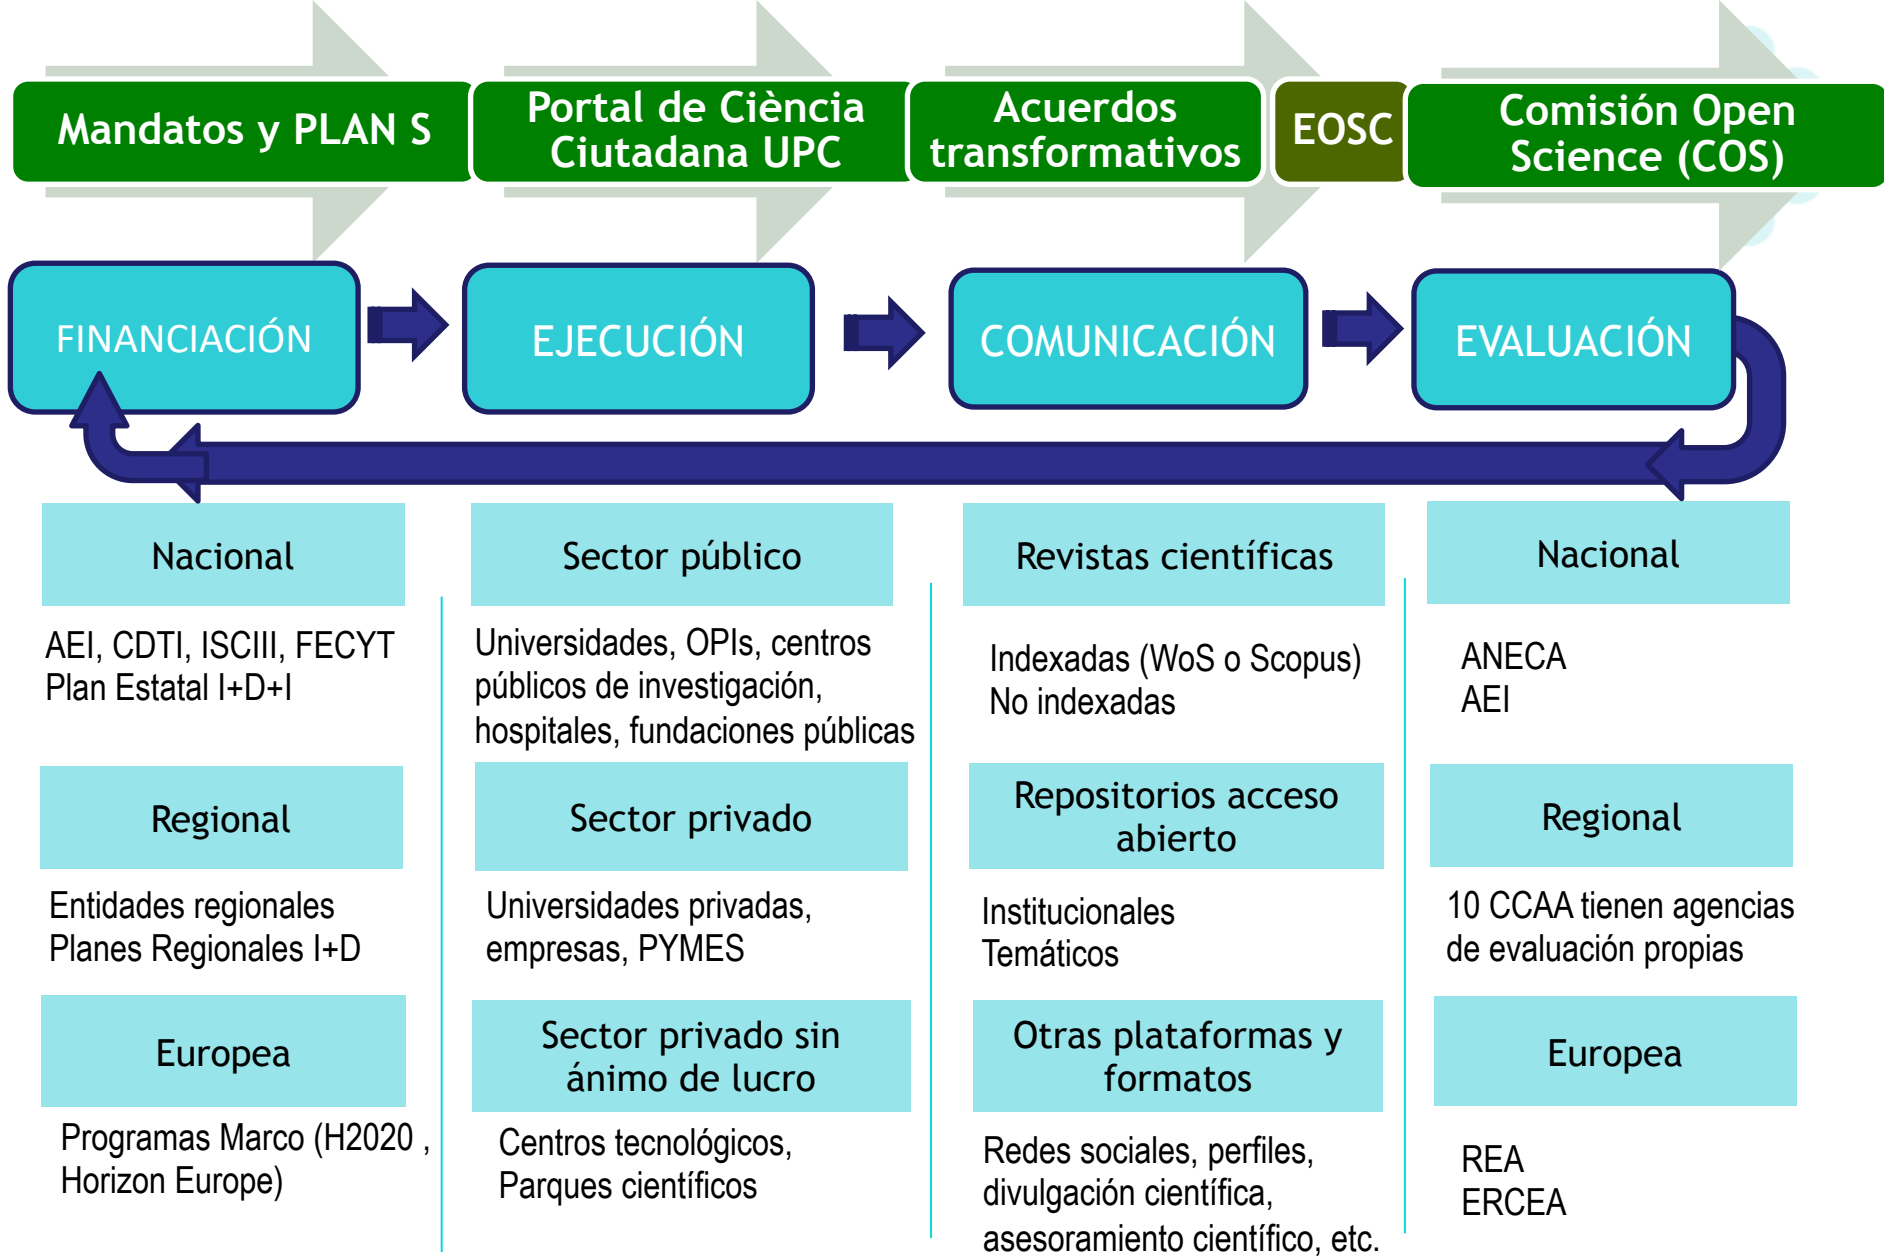 Mandatos y PLAN S
Portal de Ciència
Ciutadana UPC
Acuerdos
transformativos
EOSC
Comisión Open
Science (COS)
FINANCIACIÓN
EJECUCIÓN
COMUNICACIÓN
EVALUACIÓN
Nacional
AEI, CDTI, ISCIII, FECYT
Plan Estatal I+D+I
Regional
Entidades regionales
Planes Regionales I+D
Europea
Programas Marco (H2020 ,
Horizon Europe)
Sector público
Universidades, OPIs, centros
públicos de investigación,
hospitales, fundaciones públicas
Sector privado
Universidades privadas,
empresas, PYMES
Sector privado sin
ánimo de lucro
Centros tecnológicos,
Parques científicos
Revistas científicas
Indexadas (WoS o Scopus)
No indexadas
Repositorios acceso
abierto
Institucionales
Temáticos
Otras plataformas y
formatos
Redes sociales, perfiles,
divulgación científica,
asesoramiento científico, etc.
Nacional
ANECA
AEI
Regional
10 CCAA tienen agencias
de evaluación propias
Europea
REA
ERCEA